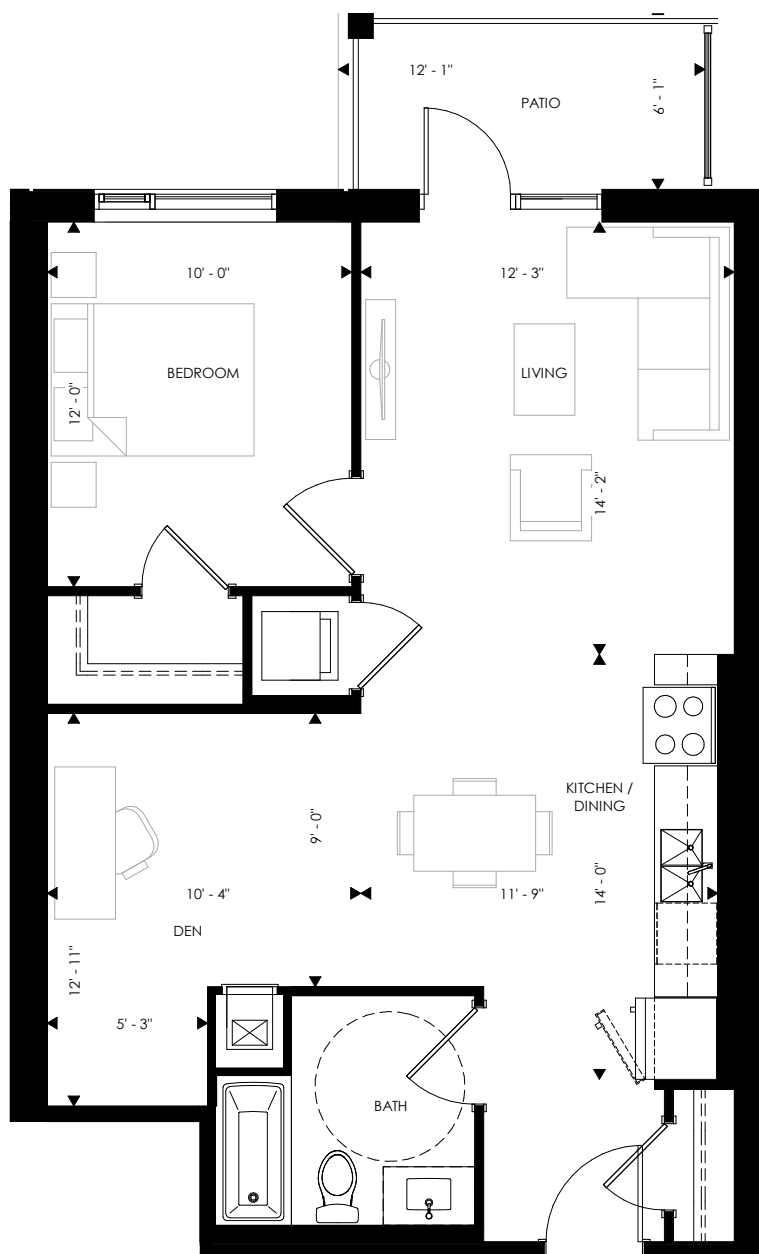 12' - 1"
PATIO
6' - 1"
10' - 0"
12' - 3"
BEDROOM
LIVING
12' - 0"
14' - 2"
KITCHEN /
DINING
9' - 0"
14' - 0"
10' - 4"
11' - 9"
DEN
12' - 11"
5' - 3"
BATH